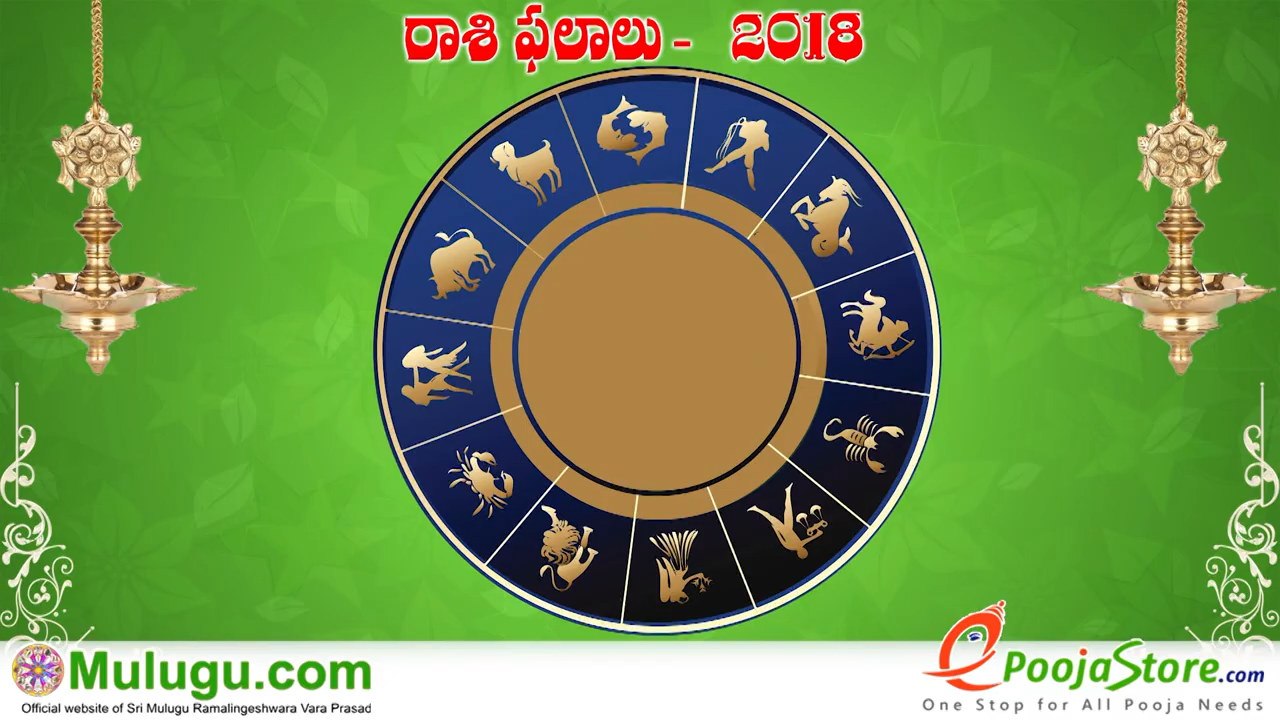 రాశి ఫలాలు - 2018
Mulugu.com
Official website of Sri Mulugu Ramalingeshwara Vara Prasad
ePoojaStore.com
One Stop for All Pooja Needs